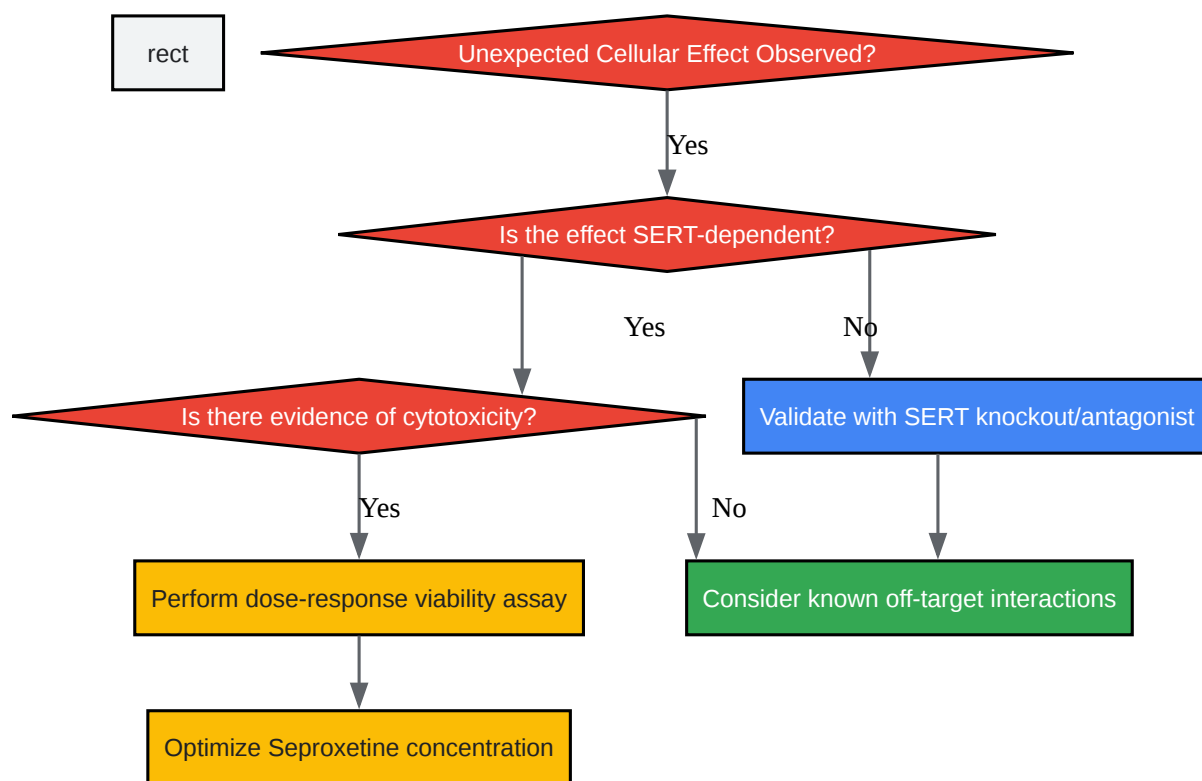 rect
Unexpected Cellular Effect Observed?
Yes
Is the effect SERT-dependent?
Yes
No
Is there evidence of cytotoxicity?
Validate with SERT knockout/antagonist
Yes
No
Perform dose-response viability assay
Consider known off-target interactions
Optimize Seproxetine concentration